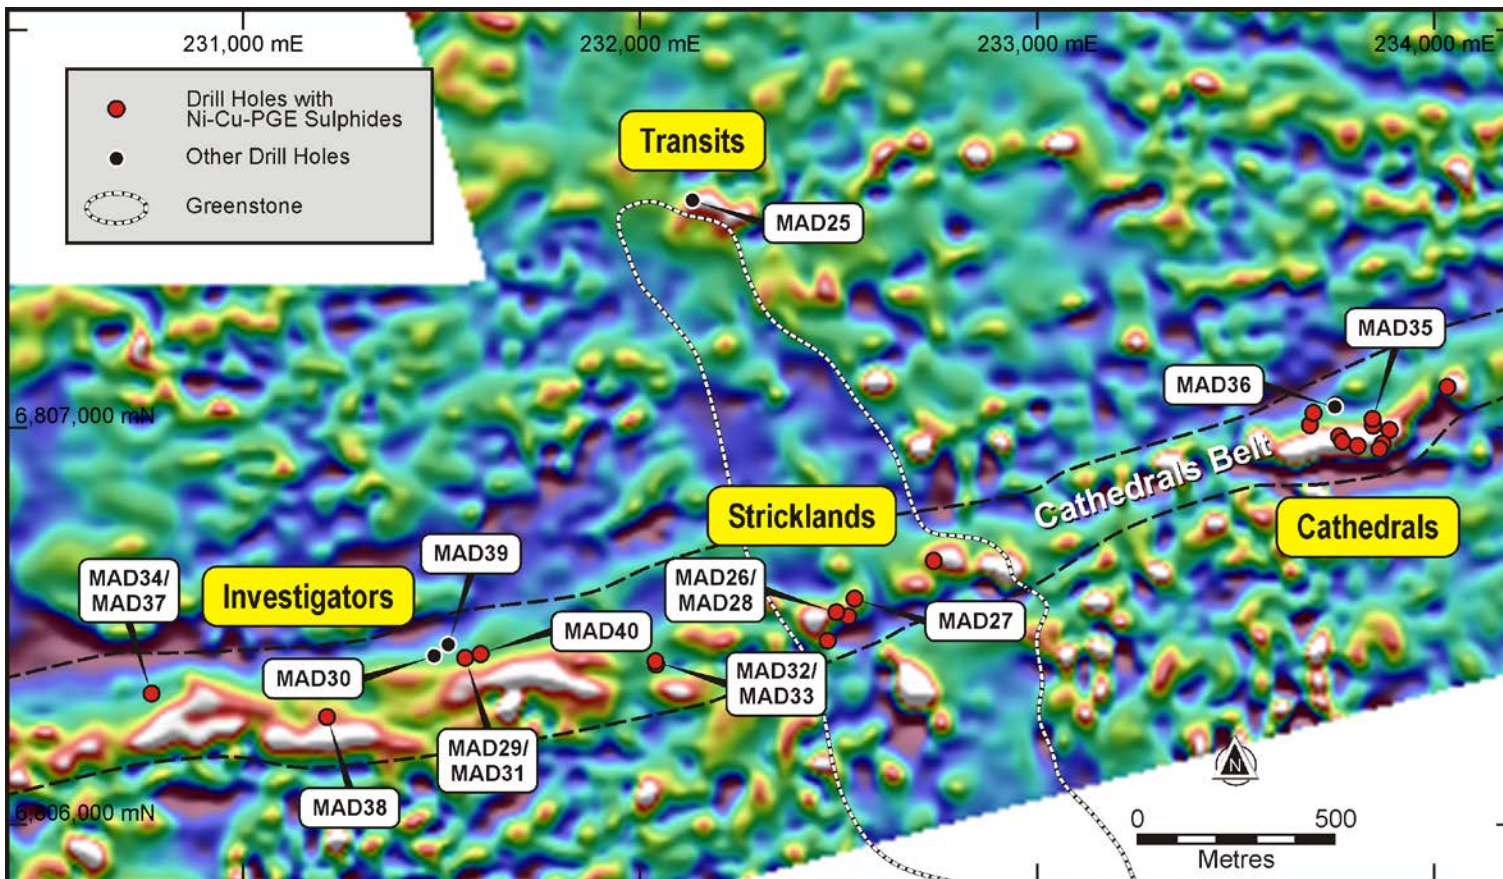 231,000 mE
232,000 mE
233,000 mE
234,000 mE
Drill Holes with
Ni-Cu-PGE Sulphides
Other Drill Holes
Greenstone
Transits
MAD25
MAD35
MAD36
6,807,000 mN
Cathedrals Belt
Stricklands
Cathedrals
MAD39
MAD34/
MAD37
Investigators
MAD26/
MAD28
MAD27
MAD40
MAD30
MAD32/
MAD33
MAD29/
MAD31
N
MAD38
6,806,000 mN
0
500
Metres